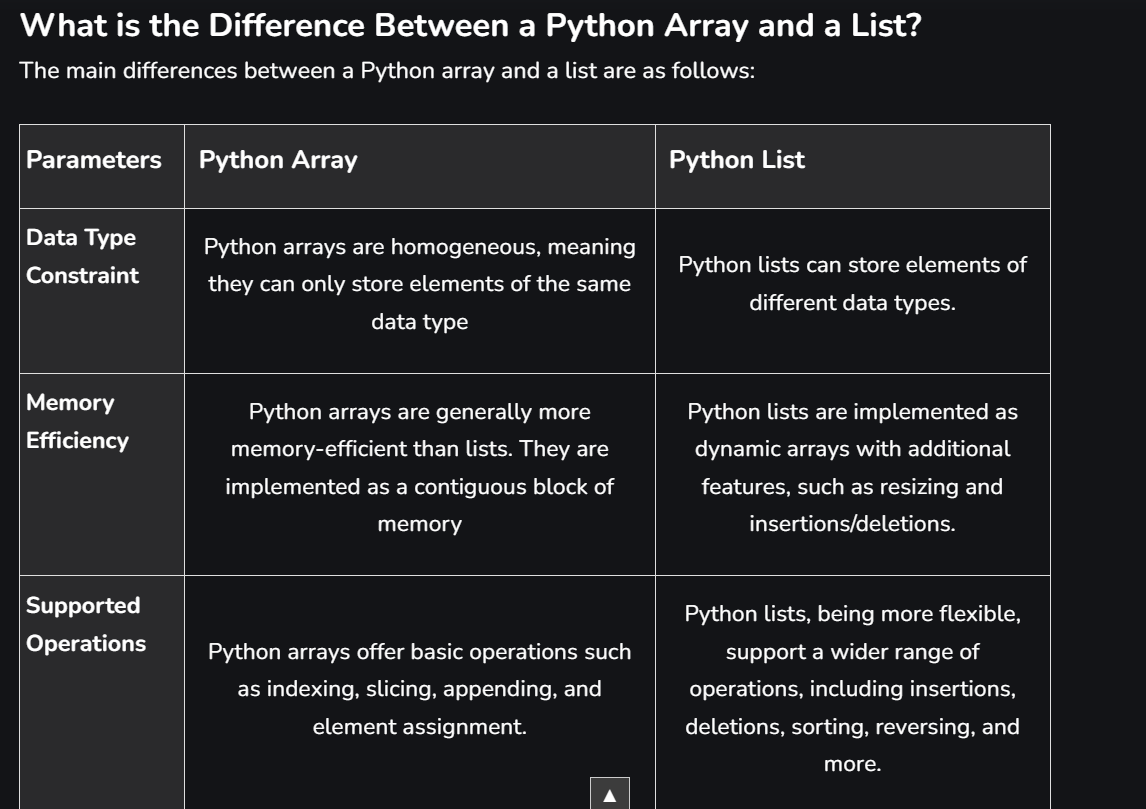 What is the Difference Between a Python Array and a List?
The main differences between a Python array and a list are as follows:
Parameters
Python Array
Python List
Data Type
Constraint
Python arrays are homogeneous, meaning
they can only store elements of the same
data type
Python lists can store elements of
different data types.
Memory
Efficiency
Python arrays are generally more
memory-efficient than lists. They are
implemented as a contiguous block of
memory
Python lists are implemented as
dynamic arrays with additional
features, such as resizing and
insertions/deletions.
Supported
Operations
Python arrays offer basic operations such
as indexing, slicing, appending, and
element assignment.
Python lists, being more flexible,
support a wider range of
operations, including insertions,
deletions, sorting, reversing, and
more.